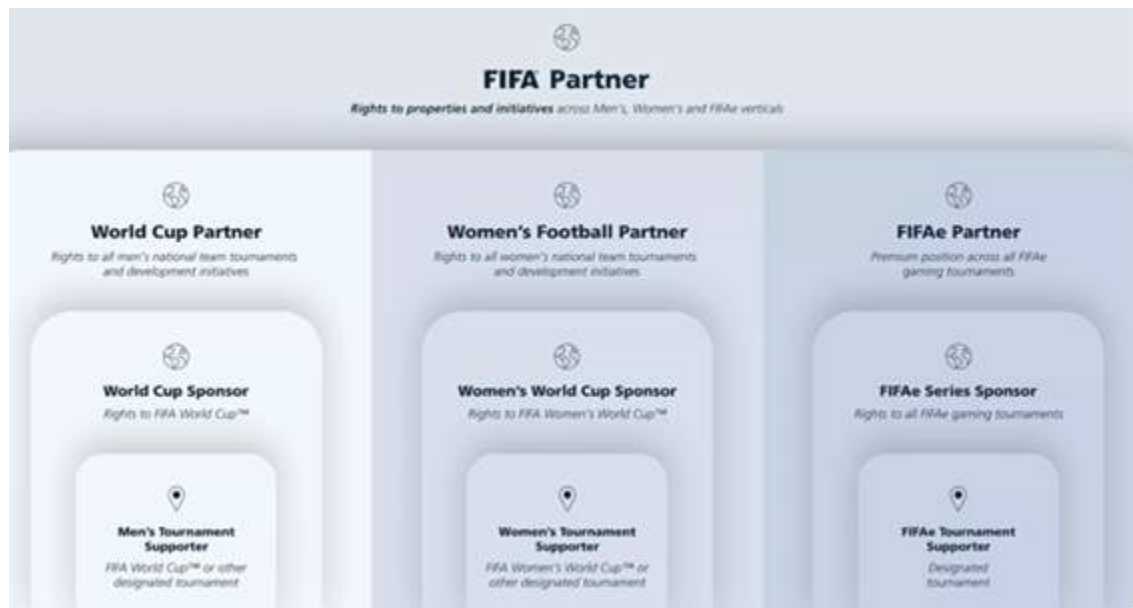 FIFA Partner
Rights to properties and initiatives across Men's, Women's and FIFAe verticals
World Cup Partner
Rights to all men's national team tournaments
and development initiatives
Women's Football Partner
Rights to all women's national team tournaments
and development initiatives
FIFAe Partner
Premium position across all FIFAe
gaming tournaments
World Cup Sponsor
Rights to FIFA World Cup™
Women's World Cup Sponsor
Rights to FIFA Women's World Cup™
FIFAe Series Sponsor
Rights to all FIFAe gaming tournaments
Men's Tournament
Supporter
FIFA World Cup™ or other
designated tournament
Women's Tournament
Supporter
FIFA Women's World Cup™ or
other designated tournament
FIFAe Tournament
Supporter
Designated
tournament